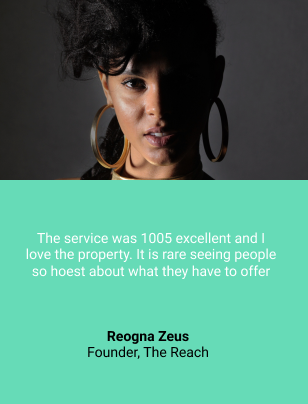 The service was 1005 excellent and I
love the property. It is rare seeing people
so hoest about what they have to offer
Reogna Zeus
Founder, The Reach